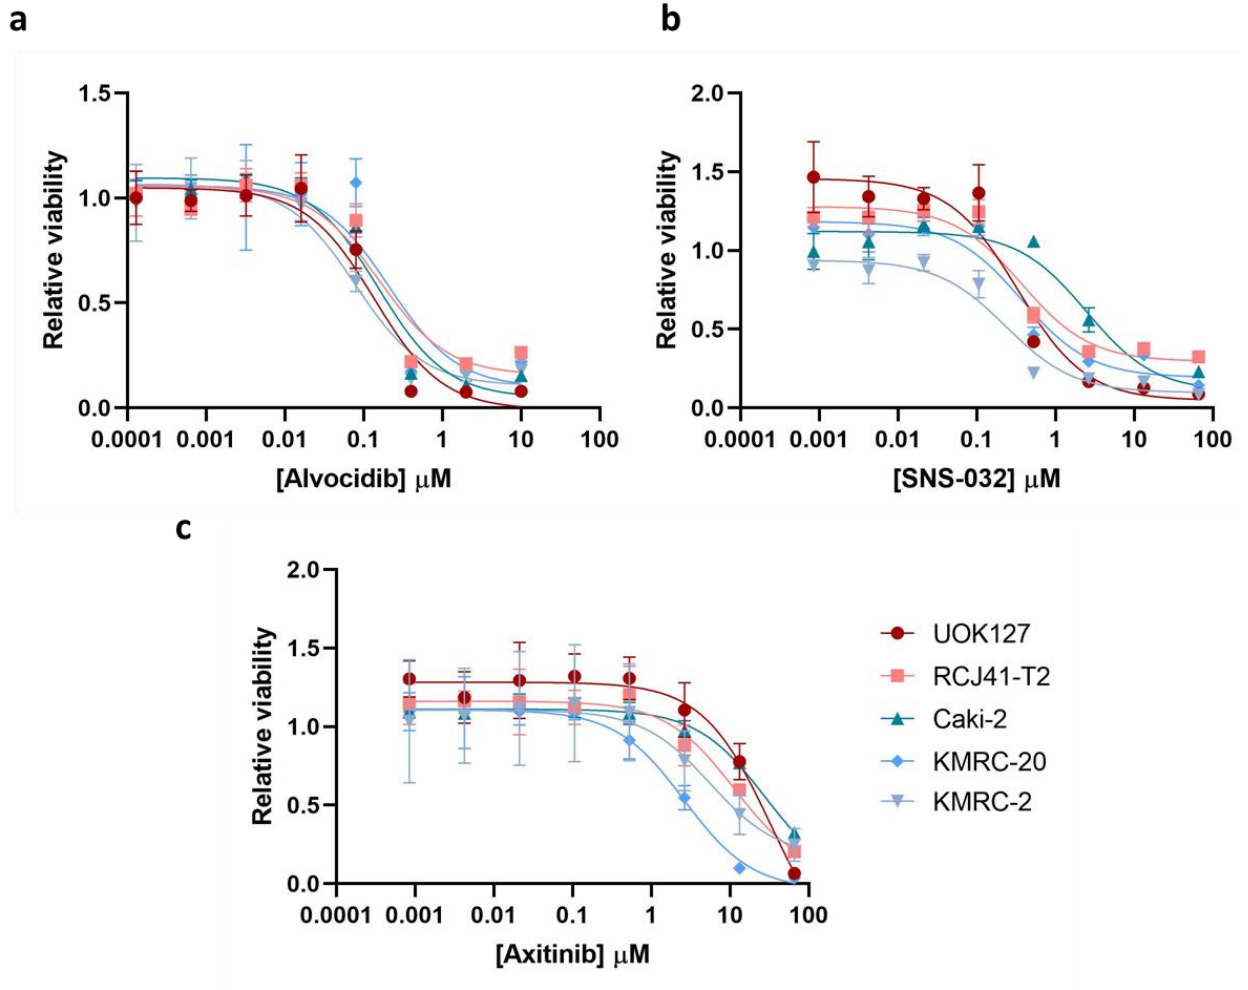 a
1.5
1.0
0.5
0.0
Relative viability
0.0001 0.001 0.01 0.1 1 10 100
[Alvocidib] μM
b
2.0
1.5
1.0
0.5
0.0
Relative viability
0.0001 0.001 0.01 0.1 1 10 100
[SNS-032] μM
c
2.0
1.5
1.0
0.5
0.0
Relative viability
0.0001 0.001 0.01 0.1 1 10 100
[Axitinib] μM
UOK127
RCJ41-T2
Caki-2
KMRC-20
KMRC-2